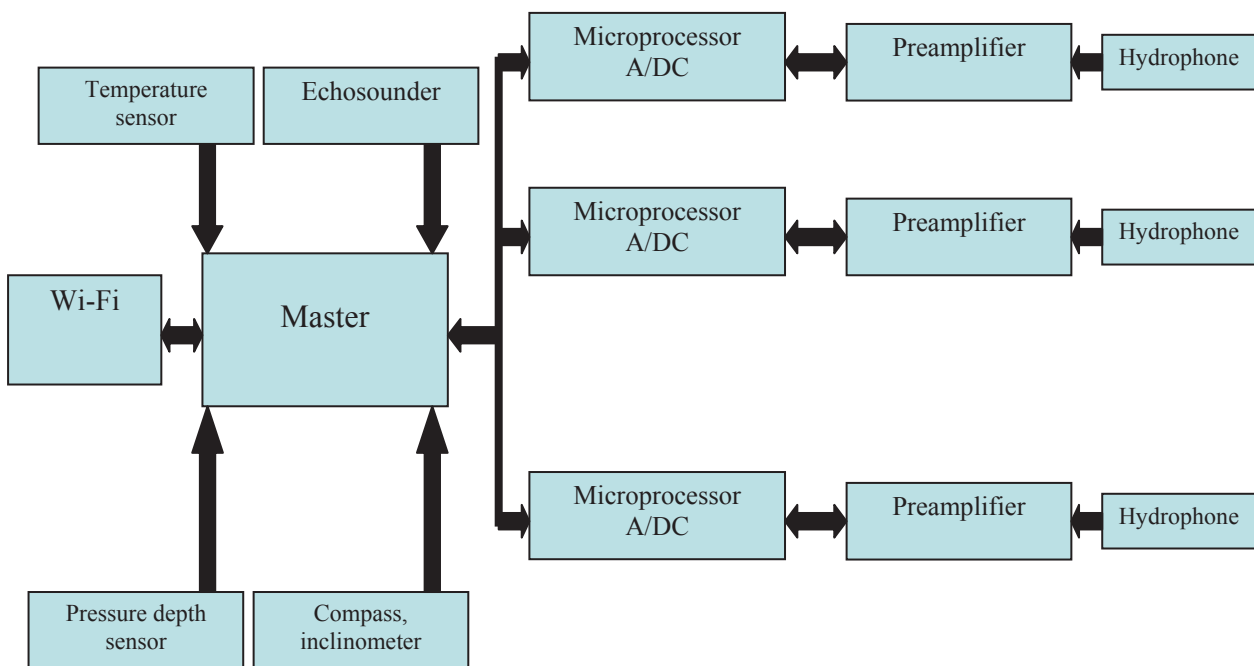 Microprocessor
A/DC
Preamplifier
Hydrophone
Temperature
sensor
Echosounder
Microprocessor
A/DC
Preamplifier
Hydrophone
Wi-Fi
Master
Microprocessor
A/DC
Preamplifier
Hydrophone
Pressure depth
sensor
Compass,
inclinometer